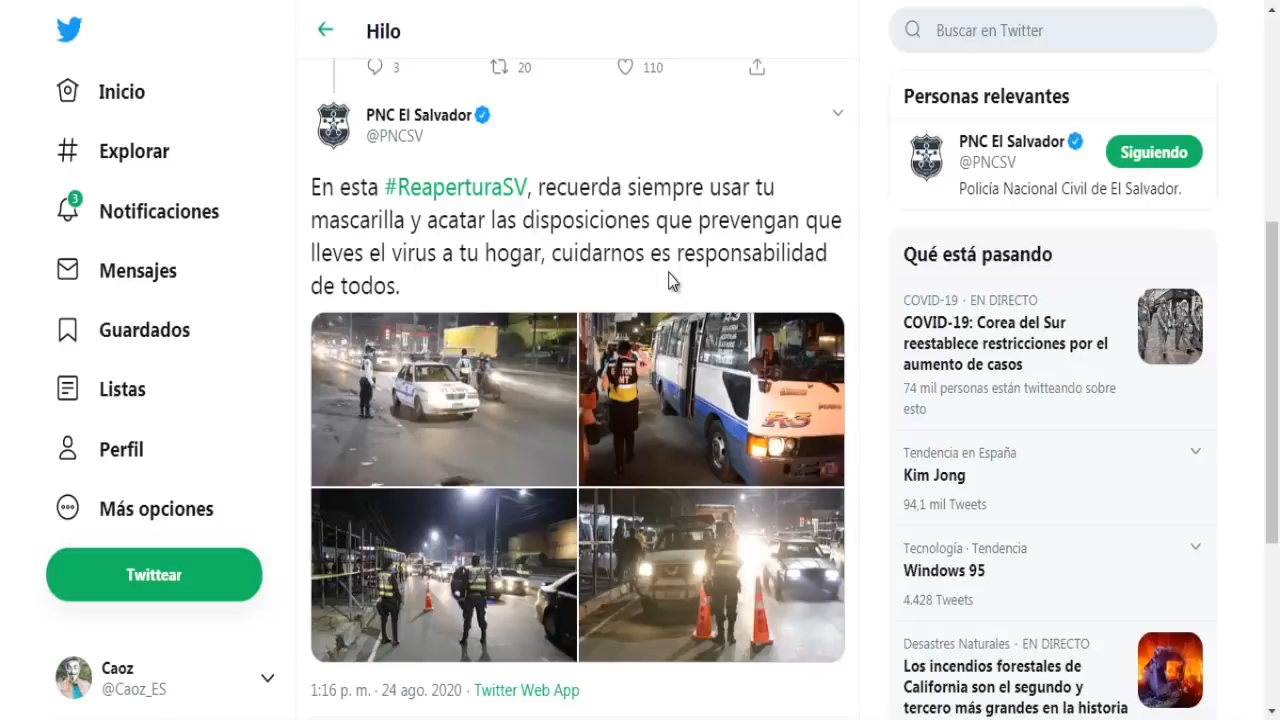 Inicio
Explorar
3
Notificaciones
Mensajes
Guardados
Listas
Perfil
Más opciones
Twittear
Caoz
@Caoz_ES
Hilo
3 20 110
PNC El Salvador
@PNCSV
En esta #ReaperturaSV, recuerda siempre usar tu
mascarilla y acatar las disposiciones que prevengan que
lleves el virus a tu hogar, cuidarnos es responsabilidad
de todos.
1:16 p. m. · 24 ago. 2020 · Twitter Web App
Buscar en Twitter
Personas relevantes
PNC El Salvador
@PNCSV
Siguiendo
Policía Nacional Civil de El Salvador.
Qué está pasando
COVID-19 · EN DIRECTO
COVID-19: Corea del Sur
reestablece restricciones por el
aumento de casos
74 mil personas están twitteando sobre
esto
Tendencia en España
Kim Jong
94,1 mil Tweets
Tecnología · Tendencia
Windows 95
4.428 Tweets
Desastres Naturales · EN DIRECTO
Los incendios forestales de
California son el segundo y
tercero más grandes en la historia